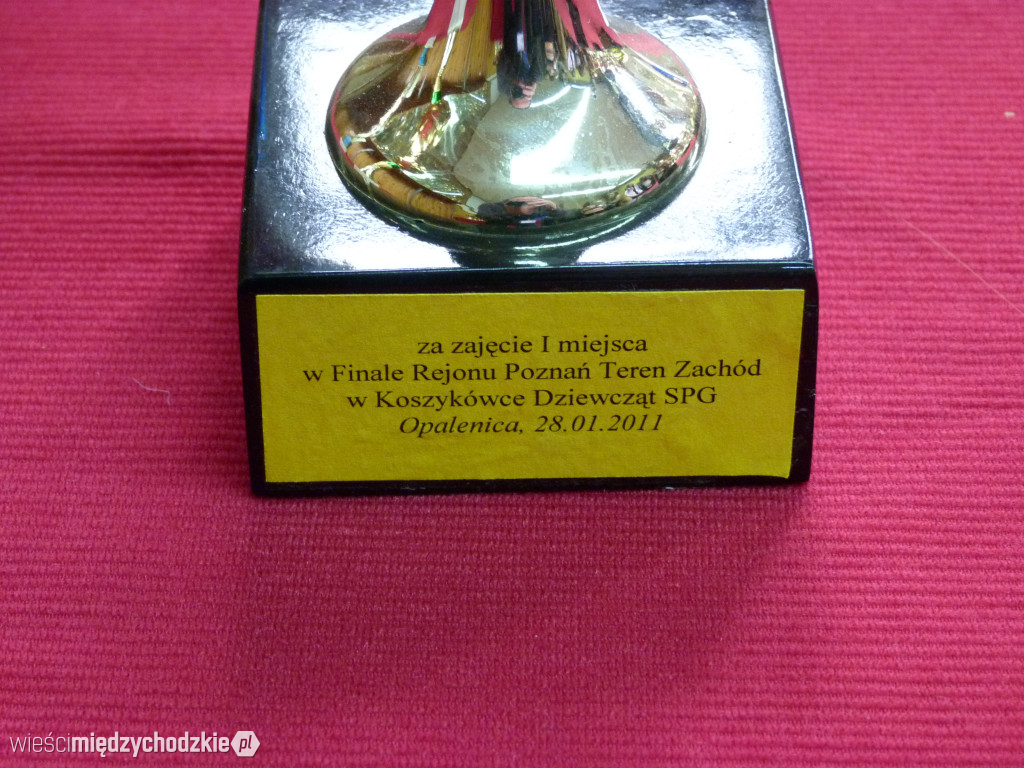 za zajęcie I miejsca
w Finale Rejonu Poznań Teren Zachód
w Koszykówce Dziewcząt SPG
Opalenica, 28.01.2011
wieścimiędzychodzkie.pl